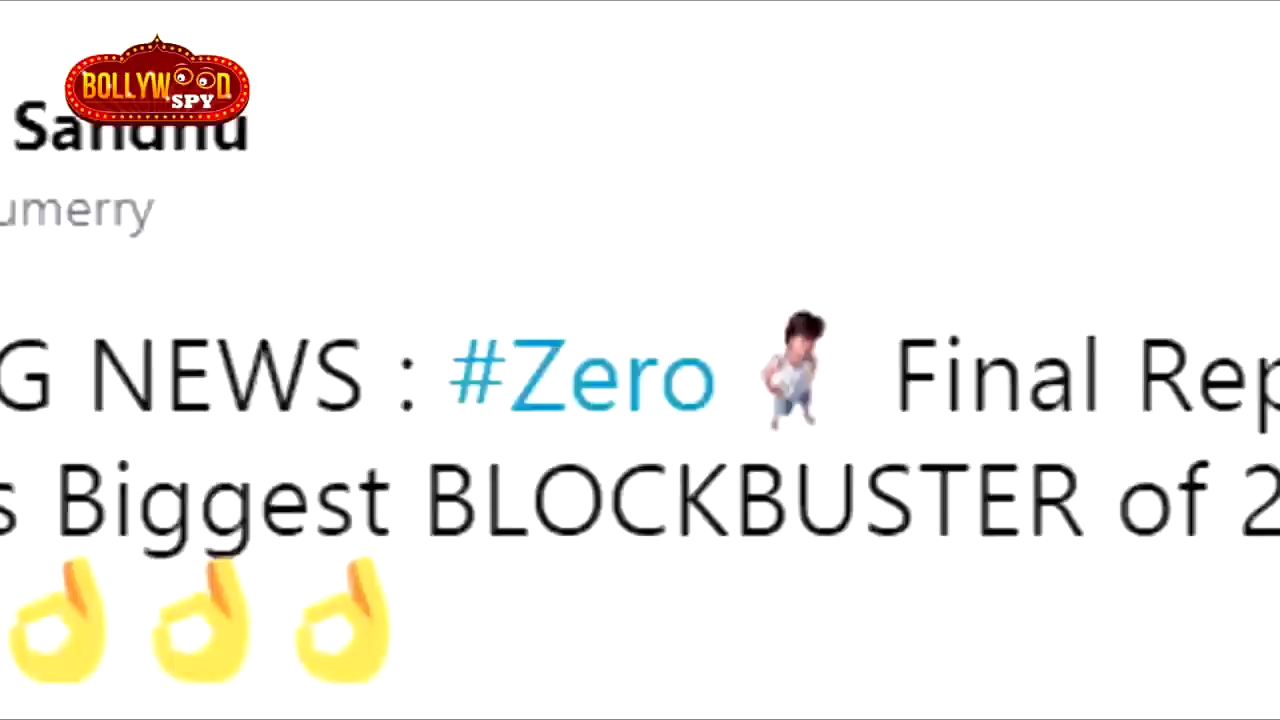 BOLLYWOOD
SPY
Sandhu
umerry
G NEWS : #Zero Final Rep
s Biggest BLOCKBUSTER of 2